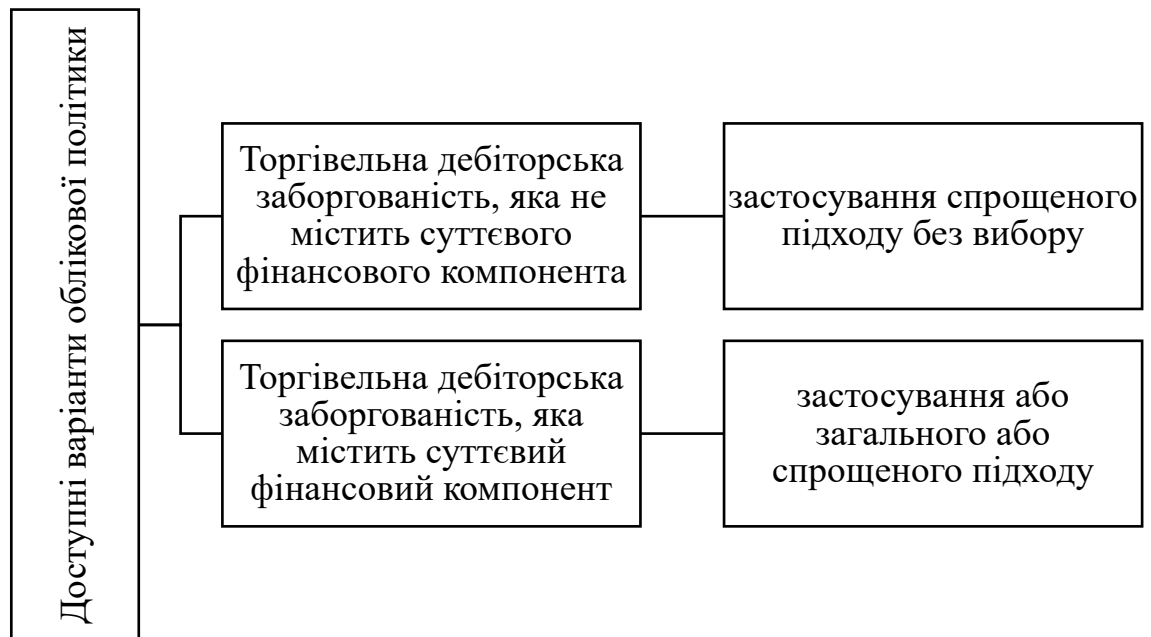 Доступні варіанти облікової політики
Торгівельна дебіторська
заборгованість, яка не
містить суттєвого
фінансового компонента
застосування спрощеного
підходу без вибору
Торгівельна дебіторська
заборгованість, яка
містить суттєвий
фінансовий компонент
застосування або
загального або
спрощеного підходу